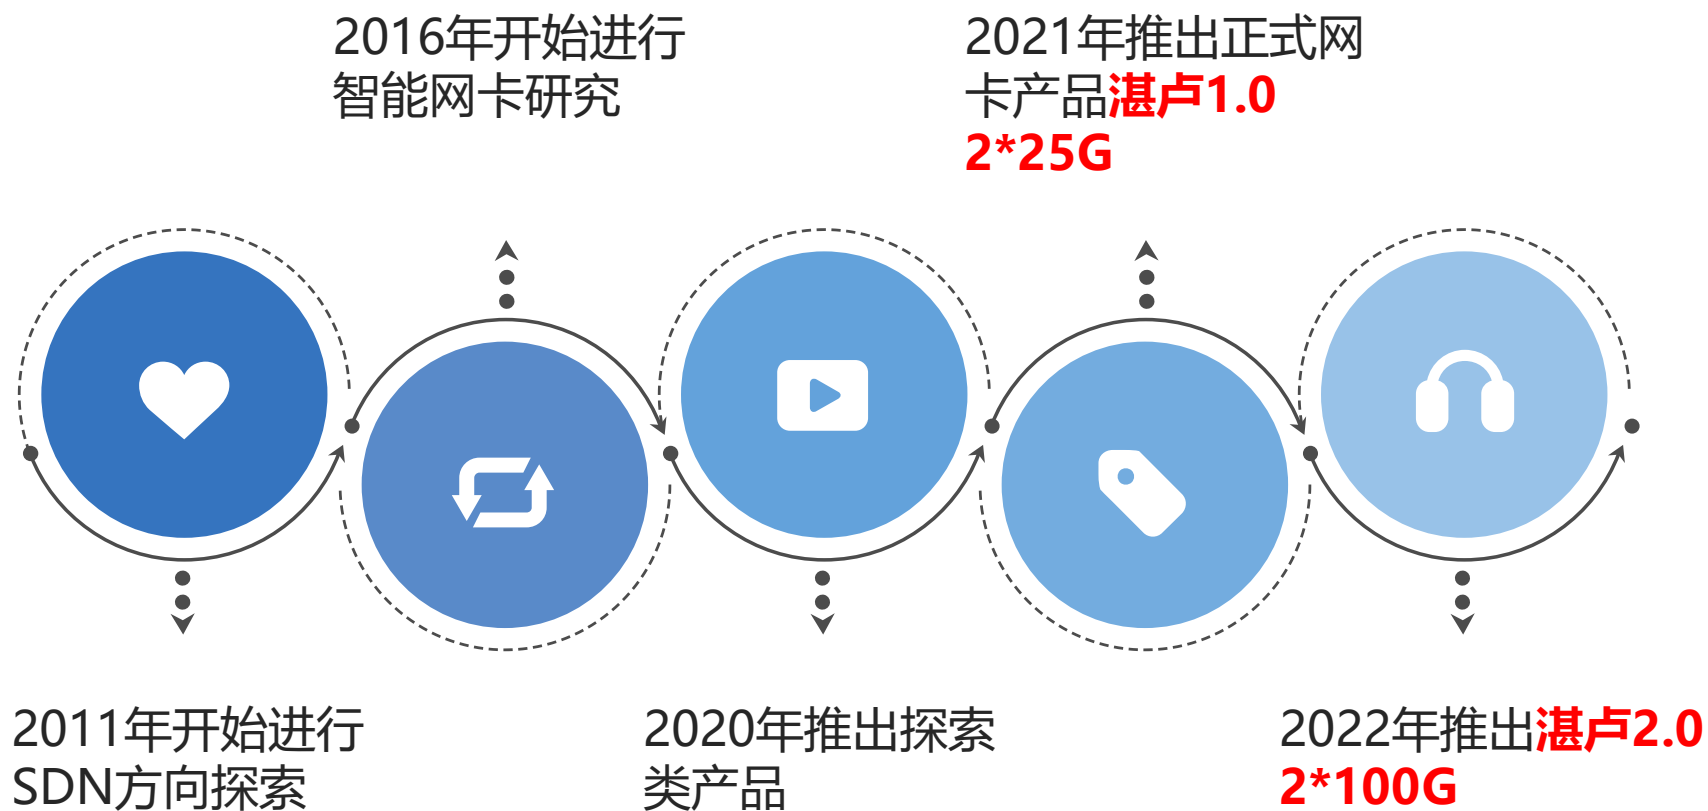 2016年开始进行
智能网卡研究
2021年推出正式网
卡产品湛卢1.0
2*25G
2011年开始进行
SDN方向探索
2020年推出探索
类产品
2022年推出湛卢2.0
2*100G